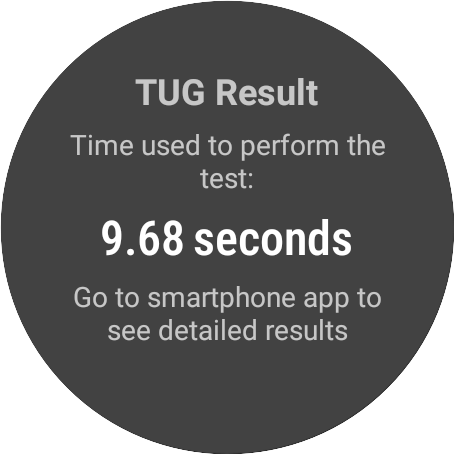 TUG Result
Time used to perform the
test:
9.68 seconds
Go to smartphone app to
see detailed results